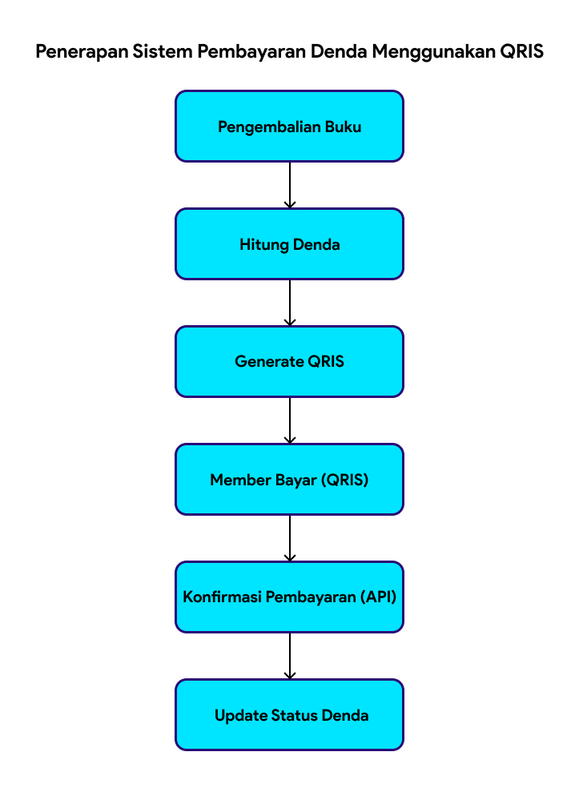 Penerapan Sistem Pembayaran Denda Menggunakan QRIS
Pengembalian Buku
Hitung Denda
Generate QRIS
Member Bayar (QRIS)
Konfirmasi Pembayaran (API)
Update Status Denda